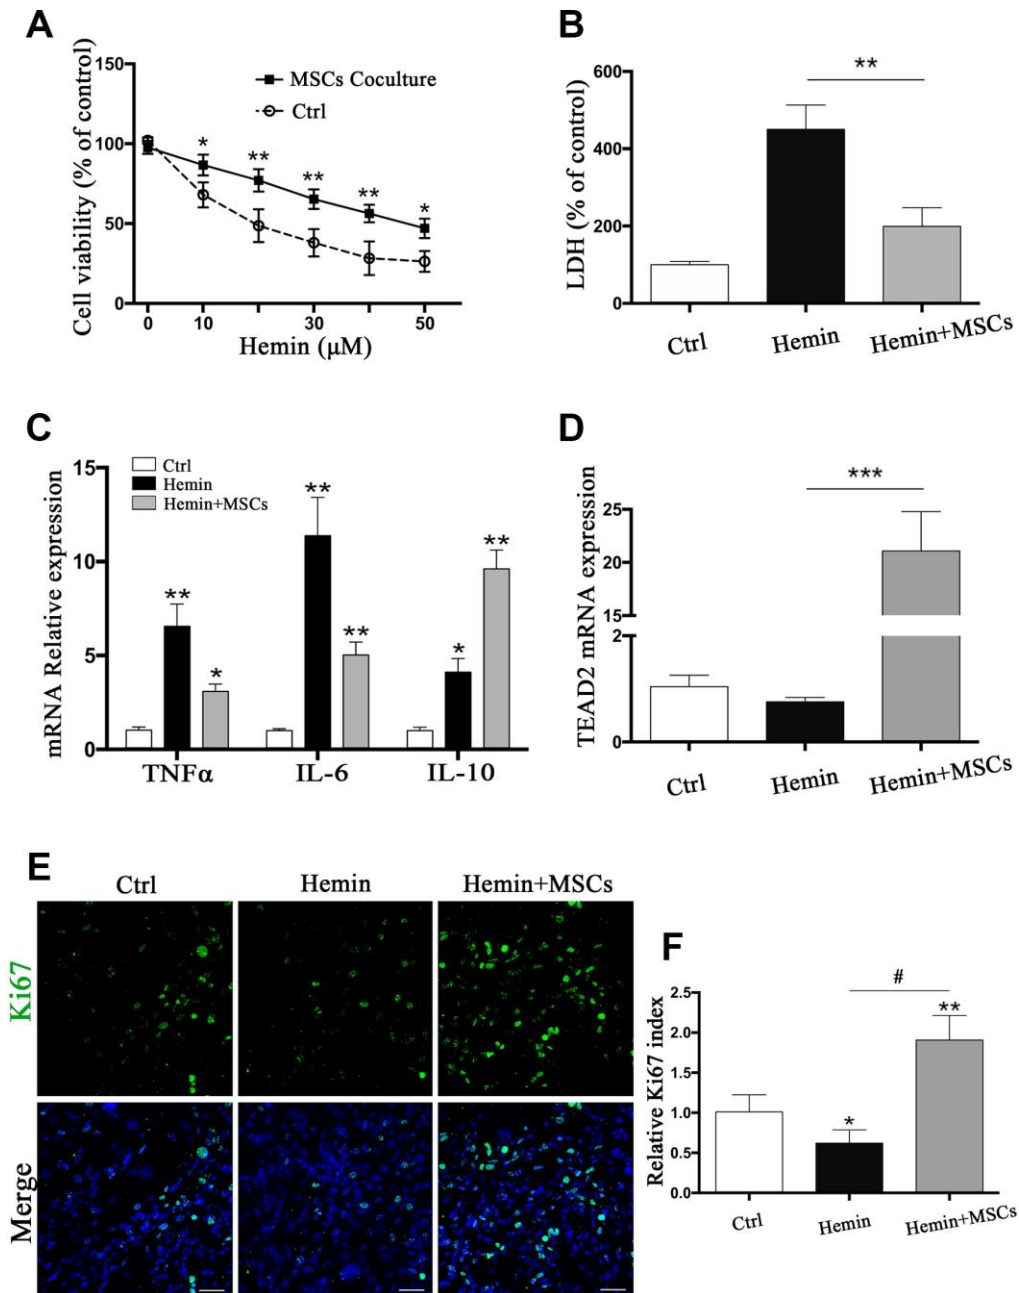 A
Cell viability (% of control)
150
100
50
0
MSCs Coculture
Ctrl
*
**
**
**
*
0
10
30
50
Hemin (μM)
B
LDH (% of control)
600
400
200
0
**
Ctrl
Hemin
Hemin+MSCs
C
mRNA Relative expression
15
10
5
0
Ctrl
Hemin
Hemin+MSCs
**
*
**
**
*
**
TNFα
IL-6
IL-10
D
TEAD2 mRNA expression
25
20
15
2
1
0
***
Ctrl
Hemin
Hemin+MSCs
E
Ctrl
Hemin
Hemin+MSCs
Ki67
Merge
F
Relative Ki67 index
2.5
2.0
1.5
1.0
0.5
0.0
#
*
**
Ctrl
Hemin
Hemin+MSCs